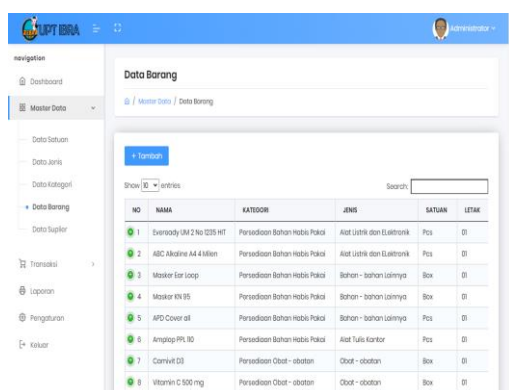 UPT IBRA
Administrator
navigation
Dashboard
Master Data
Data Satuan
Data Jenis
Data Kategori
Data Barang
Data Suplier
Transaksi
Laporan
Pengaturan
Keluar
Data Barang
/ Master Data / Data Barang
+ Tambah
Show 10 entries
Search:
NO NAMA KATEGORI JENIS SATUAN LETAK
1 Eveready UM 2 No 1235 HIT Persediaan Bahan Habis Pakai Alat Listrik dan ELektronik Pcs 01
2 ABC Alkaline A4 4 Milen Persediaan Bahan Habis Pakai Alat Listrik dan ELektronik Pcs 01
3 Masker Ear Loop Persediaan Bahan Habis Pakai Bahan - bahan Lainnya Box 01
4 Masker KN 95 Persediaan Bahan Habis Pakai Bahan - bahan Lainnya Box 01
5 APD Cover all Persediaan Bahan Habis Pakai Bahan - bahan Lainnya Pcs 01
6 Amplop PPL 110 Persediaan Bahan Habis Pakai Alat Tulis Kantor Pcs 01
7 Cornivit D3 Persediaan Obat - obatan Obat - obatan Box 01
8 Vitamin C 500 mg Persediaan Obat - obatan Obat - obatan Box 01